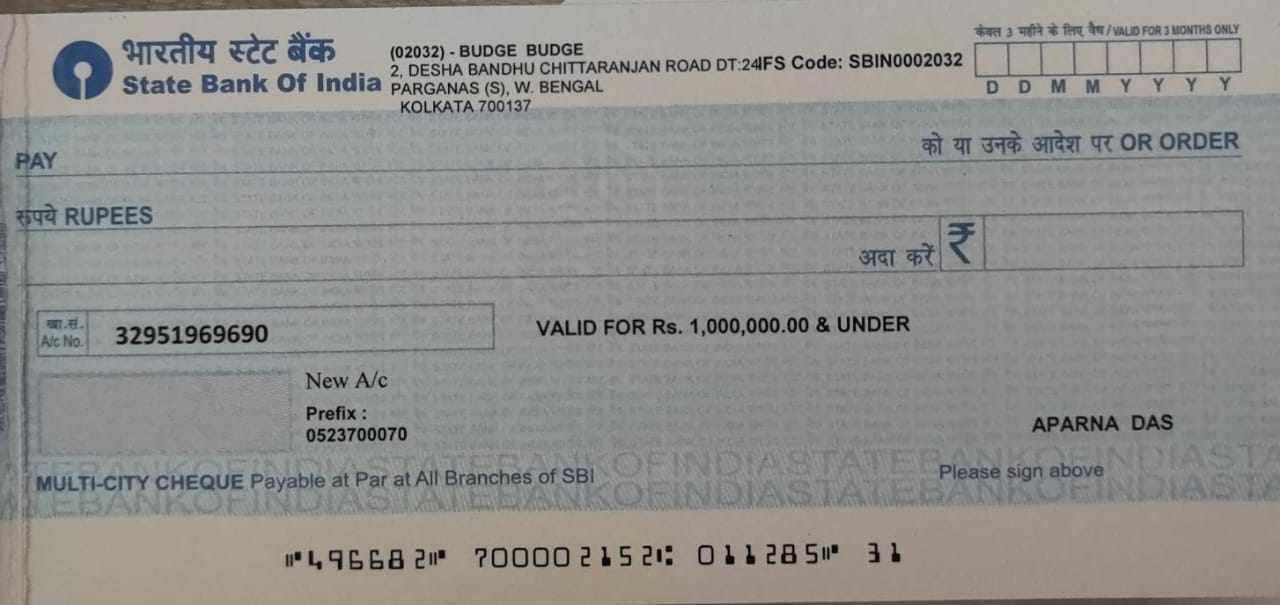 केवल 3 महीने के लिए वैध / VALID FOR 3 MONTHS ONLY
भारतीय स्टेट बैंक
State Bank Of India
(02032) - BUDGE BUDGE
2, DESHA BANDHU CHITTARANJAN ROAD DT:24
PARGANAS (S), W. BENGAL
KOLKATA 700137
IFS Code: SBIN0002032
D D M M Y Y Y Y
PAY
को या उनके आदेश पर OR ORDER
रुपये RUPEES
अदा करें ₹
खा.सं.
A/c No.
32951969690
VALID FOR Rs. 1,000,000.00 & UNDER
New A/c
Prefix :
0523700070
APARNA DAS
MULTI-CITY CHEQUE Payable at Par at All Branches of SBI
Please sign above
STATEBANKOFINDIASTATEBANKOFINDIASTATEBANKOFINDIASTA
⑈496682⑈ 700002152⑆ 011285⑈ 31